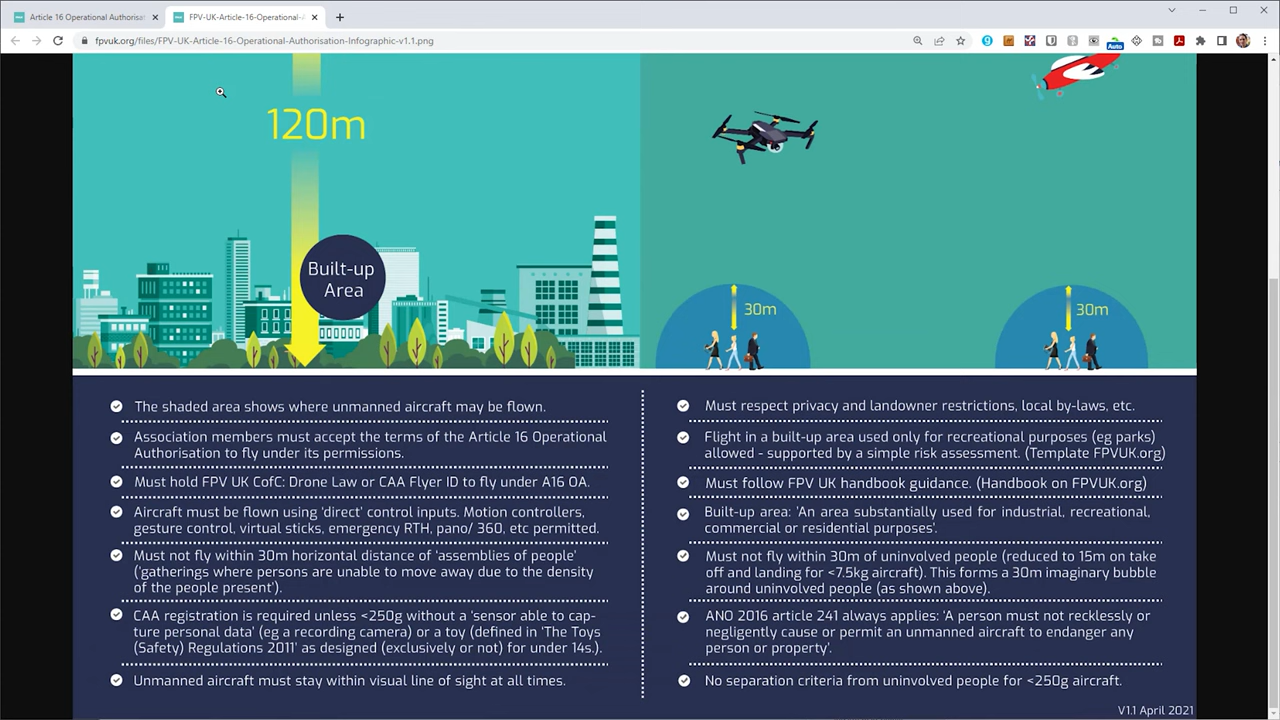 Article 16 Operational Authorisat
FPV-UK-Article-16-Operational-
fpvuk.org/files/FPV-UK-Article-16-Operational-Authorisation-Infographic-v1.1.png
Auto
120m
Built-up
Area
30m
30m
The shaded area shows where unmanned aircraft may be flown.
Association members must accept the terms of the Article 16 Operational
Authorisation to fly under its permissions.
Must hold FPV UK CofC: Drone Law or CAA Flyer ID to fly under A16 OA.
Aircraft must be flown using 'direct' control inputs. Motion controllers,
gesture control, virtual sticks, emergency RTH, pano/ 360, etc permitted.
Must not fly within 30m horizontal distance of 'assemblies of people'
('gatherings where persons are unable to move away due to the density
of the people present').
CAA registration is required unless <250g without a 'sensor able to cap-
ture personal data' (eg a recording camera) or a toy (defined in 'The Toys
(Safety) Regulations 2011' as designed (exclusively or not) for under 14s.).
Unmanned aircraft must stay within visual line of sight at all times.
Must respect privacy and landowner restrictions, local by-laws, etc.
Flight in a built-up area used only for recreational purposes (eg parks)
allowed - supported by a simple risk assessment. (Template FPVUK.org)
Must follow FPV UK handbook guidance. (Handbook on FPVUK.org)
Built-up area: 'An area substantially used for industrial, recreational,
commercial or residential purposes'.
Must not fly within 30m of uninvolved people (reduced to 15m on take
off and landing for <7.5kg aircraft). This forms a 30m imaginary bubble
around uninvolved people (as shown above).
ANO 2016 article 241 always applies: 'A person must not recklessly or
negligently cause or permit an unmanned aircraft to endanger any
person or property'.
No separation criteria from uninvolved people for <250g aircraft.
V1.1 April 2021